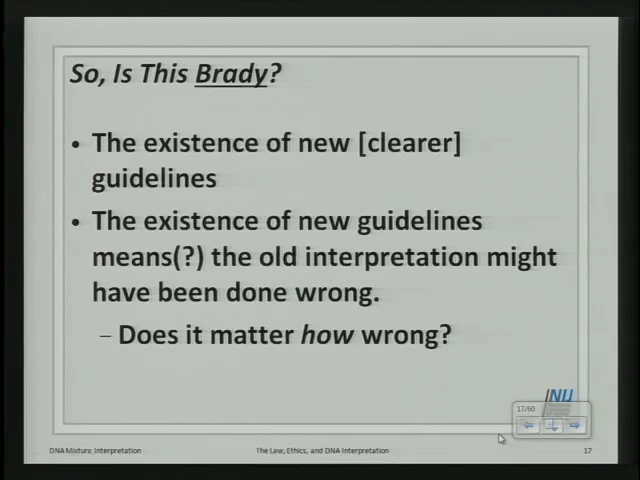 So, Is This Brady?
• The existence of new [clearer]
guidelines
• The existence of new guidelines
means(?) the old interpretation might
have been done wrong.
– Does it matter how wrong?
NIJ
17/60
DNA Mixture Interpretation
The Law, Ethics, and DNA Interpretation
17